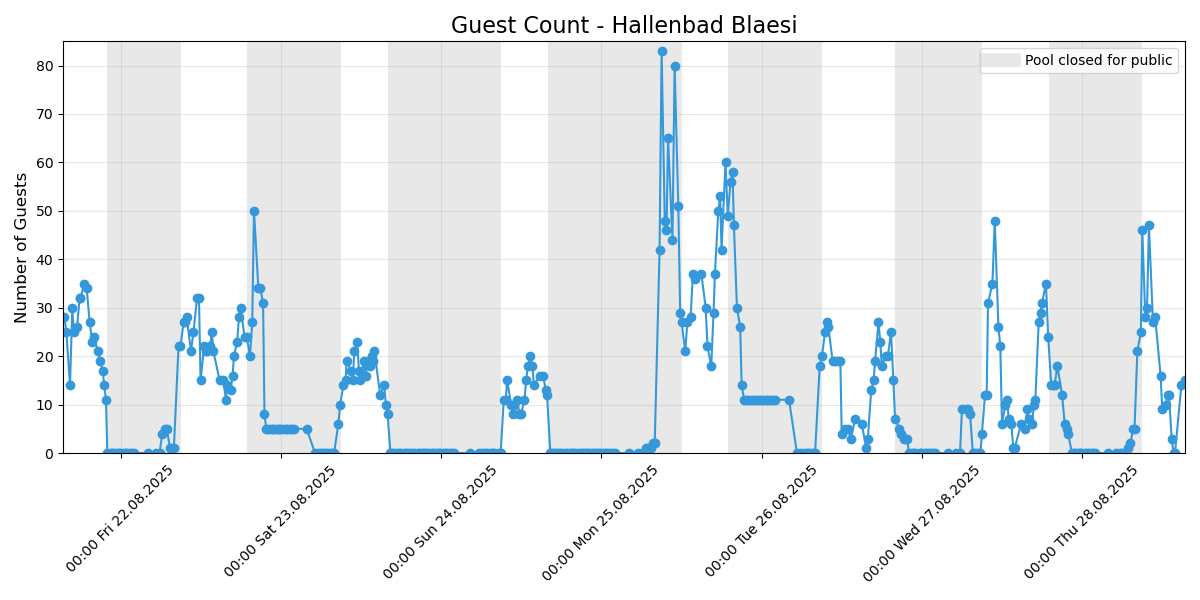 Guest Count - Hallenbad Blaesi
Pool closed for public
Number of Guests
80
70
60
50
40
30
20
10
0
00:00 Fri 22.08.2025
00:00 Sat 23.08.2025
00:00 Sun 24.08.2025
00:00 Mon 25.08.2025
00:00 Tue 26.08.2025
00:00 Wed 27.08.2025
00:00 Thu 28.08.2025